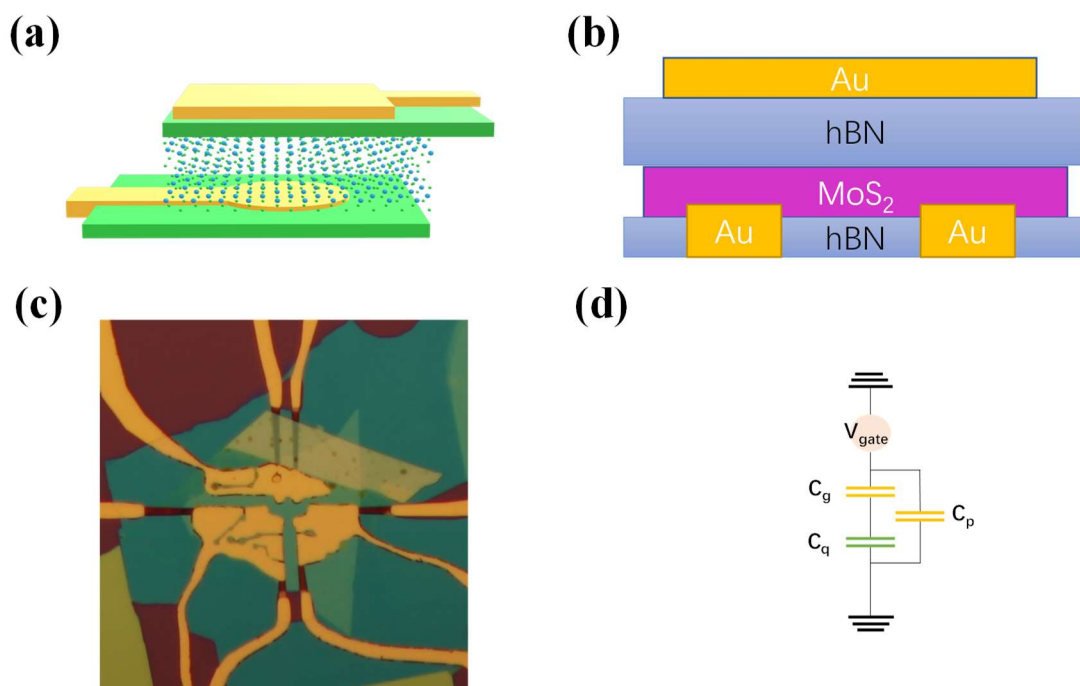 (a)
(b)
Au
hBN
MoS₂
Au hBN Au
(c)
(d)
Vgate
Cg
Cp
Cq